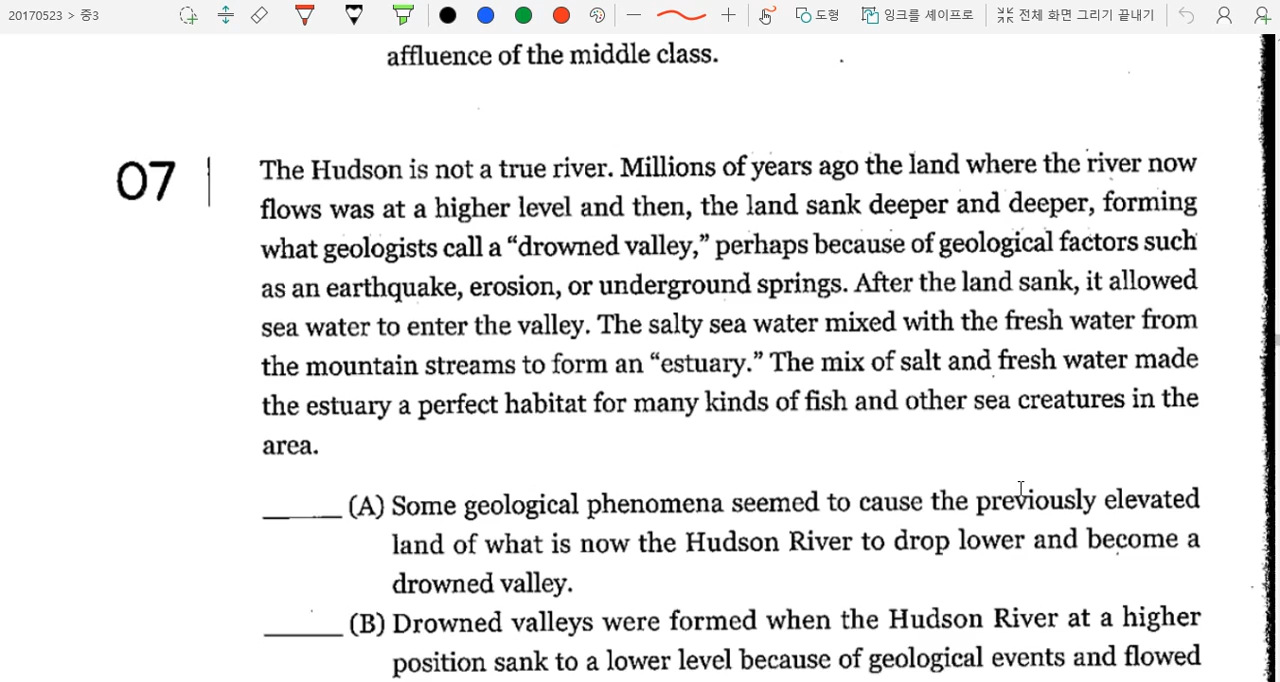 20170523 > 중3 도형 잉크를 셰이프로 전체 화면 그리기 끝내기
affluence of the middle class.
07
The Hudson is not a true river. Millions of years ago the land where the river now
flows was at a higher level and then, the land sank deeper and deeper, forming
what geologists call a “drowned valley,” perhaps because of geological factors such
as an earthquake, erosion, or underground springs. After the land sank, it allowed
sea water to enter the valley. The salty sea water mixed with the fresh water from
the mountain streams to form an “estuary.” The mix of salt and fresh water made
the estuary a perfect habitat for many kinds of fish and other sea creatures in the
area.
(A) Some geological phenomena seemed to cause the previously elevated
land of what is now the Hudson River to drop lower and become a
drowned valley.
(B) Drowned valleys were formed when the Hudson River at a higher
position sank to a lower level because of geological events and flowed